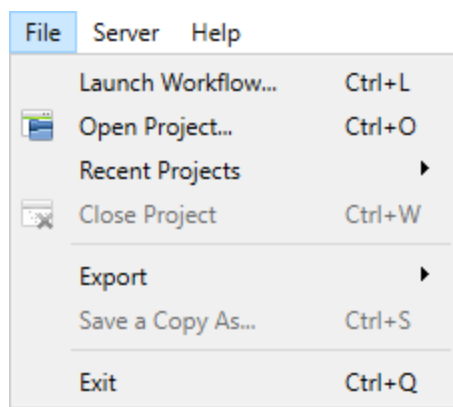 File Server Help
Launch Workflow... Ctrl+L
Open Project... Ctrl+O
Recent Projects
Close Project Ctrl+W
Export
Save a Copy As... Ctrl+S
Exit Ctrl+Q